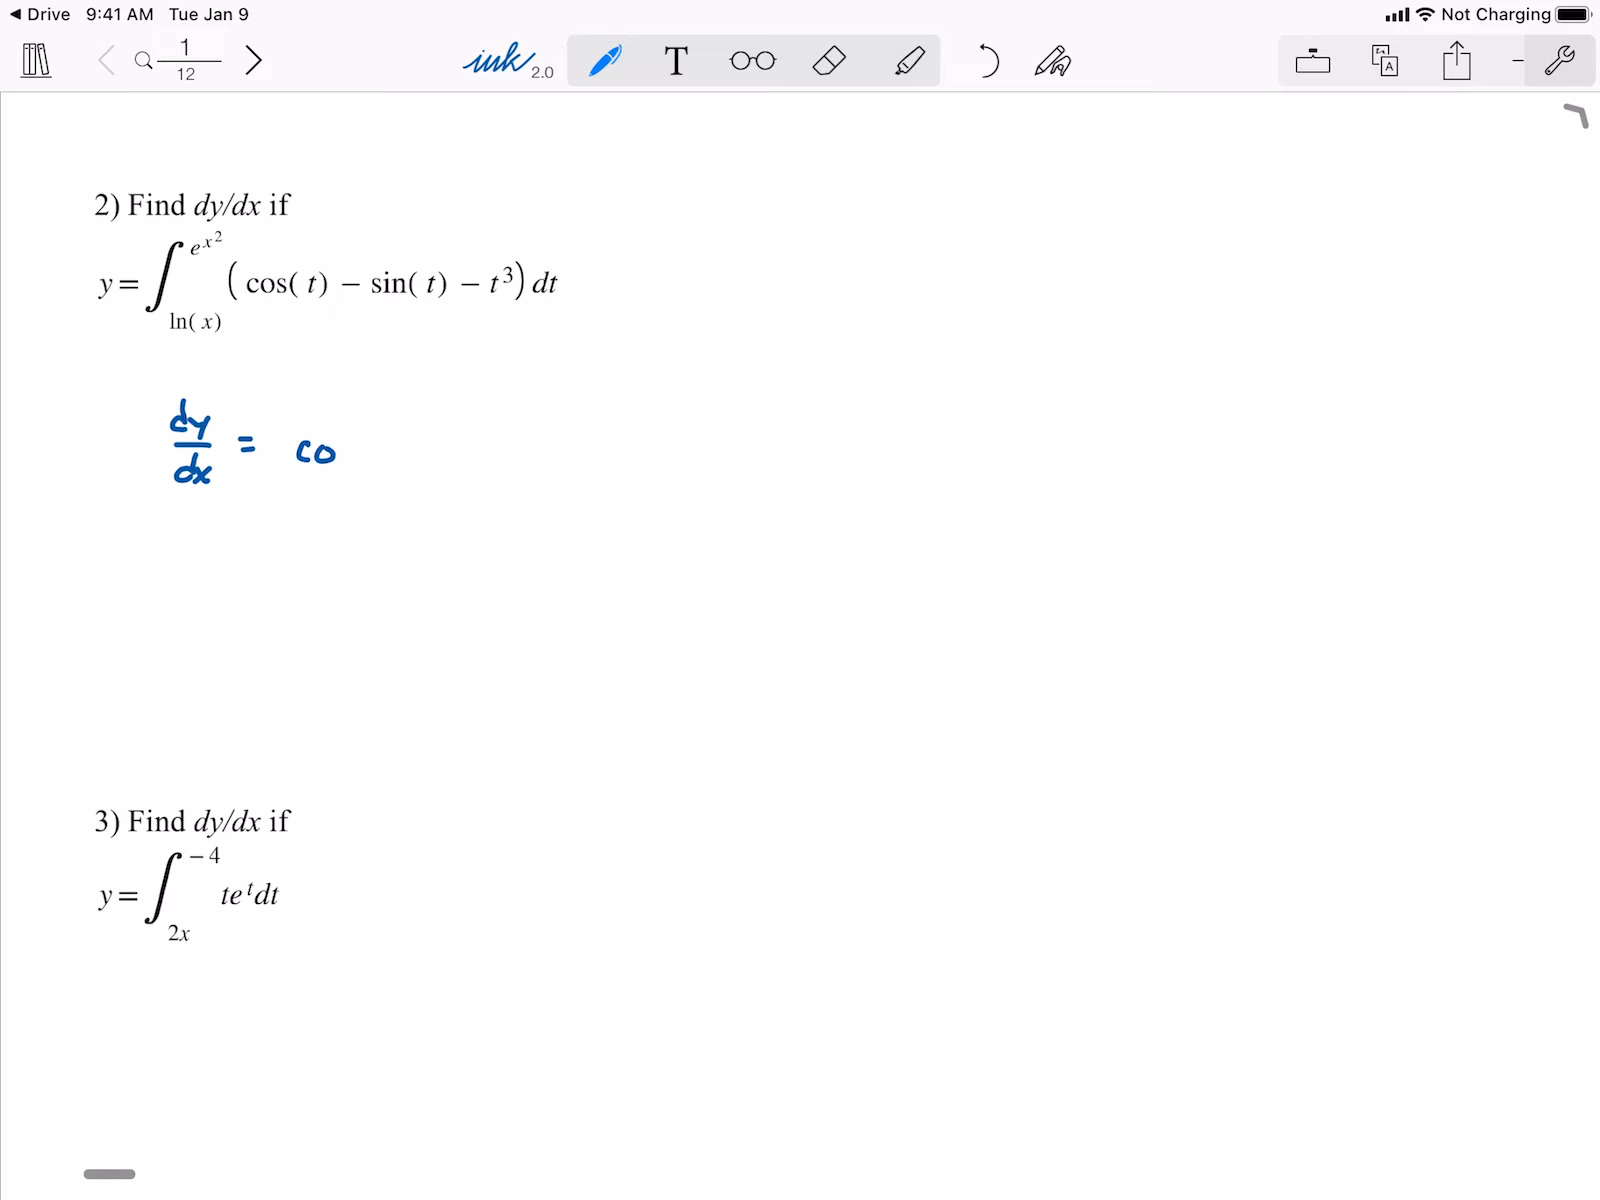 Drive 9:41 AM Tue Jan 9 Not Charging
1
12
ink 2.0 T A
2) Find dy/dx if
y = ∫_{ln(x)}^{e^{x^2}} ( cos( t) − sin( t) − t^3 ) dt
dy/dx = co
3) Find dy/dx if
y = ∫_{2x}^{−4} te^t dt